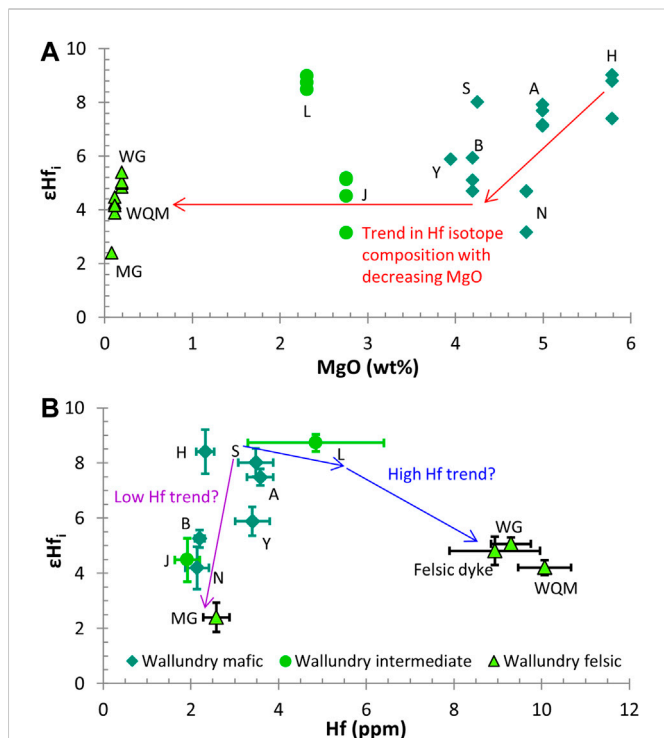 A
10
8
6
4
2
0
εHfᵢ
H
S
A
L
WG
Y
B
J
N
WQM
MG
Trend in Hf isotope
composition with
decreasing MgO
0
1
2
3
4
5
6
MgO (wt%)
B
10
8
6
4
2
0
εHfᵢ
H
S
L
A
Low Hf trend?
High Hf trend?
B
Y
J
N
WG
Felsic dyke
WQM
MG
Wallundry mafic
Wallundry intermediate
Wallundry felsic
0
2
4
6
8
10
12
Hf (ppm)